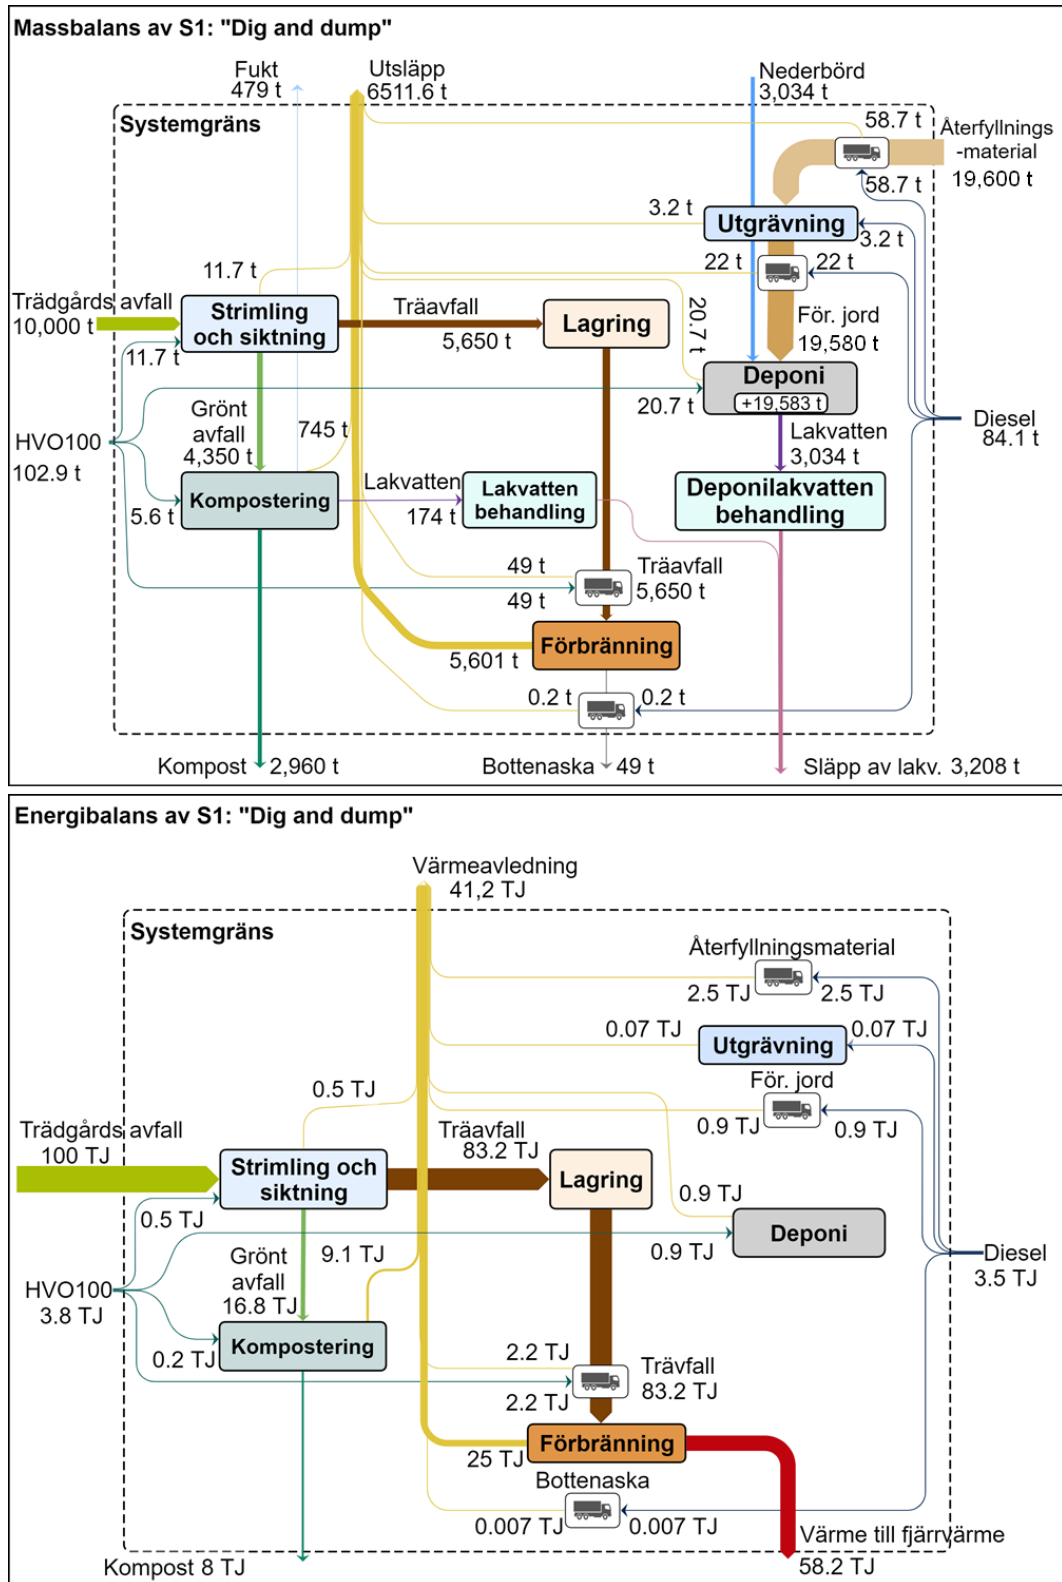 Massbalans av S1: "Dig and dump"
Fukt
479 t
Utsläpp
6511.6 t
Nederbörd
3,034 t
Systemgräns
58.7 t
Återfyllnings
-material
19,600 t
58.7 t
3.2 t
Utgrävning
3.2 t
11.7 t
22 t
22 t
Trädgårds avfall
10,000 t
Strimling
och siktning
Träavfall
5,650 t
Lagring
20.7 t
För. jord
19,580 t
11.7 t
Deponi
+19,583 t
20.7 t
Grönt
avfall
4,350 t
745 t
HVO100
102.9 t
Diesel
84.1 t
Lakvatten
3,034 t
Kompostering
5.6 t
Lakvatten
174 t
Lakvatten
behandling
Deponilakvatten
behandling
49 t
49 t
Träavfall
5,650 t
Förbränning
5,601 t
0.2 t
0.2 t
Kompost
2,960 t
Bottenaska
49 t
Släpp av lakv.
3,208 t
Energibalans av S1: "Dig and dump"
Värmeavledning
41,2 TJ
Systemgräns
Återfyllningsmaterial
2.5 TJ
2.5 TJ
0.07 TJ
Utgrävning
0.07 TJ
För. jord
0.9 TJ
0.9 TJ
0.5 TJ
Trädgårds avfall
100 TJ
Strimling och
siktning
Träavfall
83.2 TJ
Lagring
0.5 TJ
0.9 TJ
Deponi
0.9 TJ
Grönt
avfall
16.8 TJ
9.1 TJ
HVO100
3.8 TJ
Diesel
3.5 TJ
Kompostering
0.2 TJ
2.2 TJ
2.2 TJ
Trävfall
83.2 TJ
Förbränning
25 TJ
Bottenaska
0.007 TJ
0.007 TJ
Värme till fjärrvärme
58.2 TJ
Kompost 8 TJ